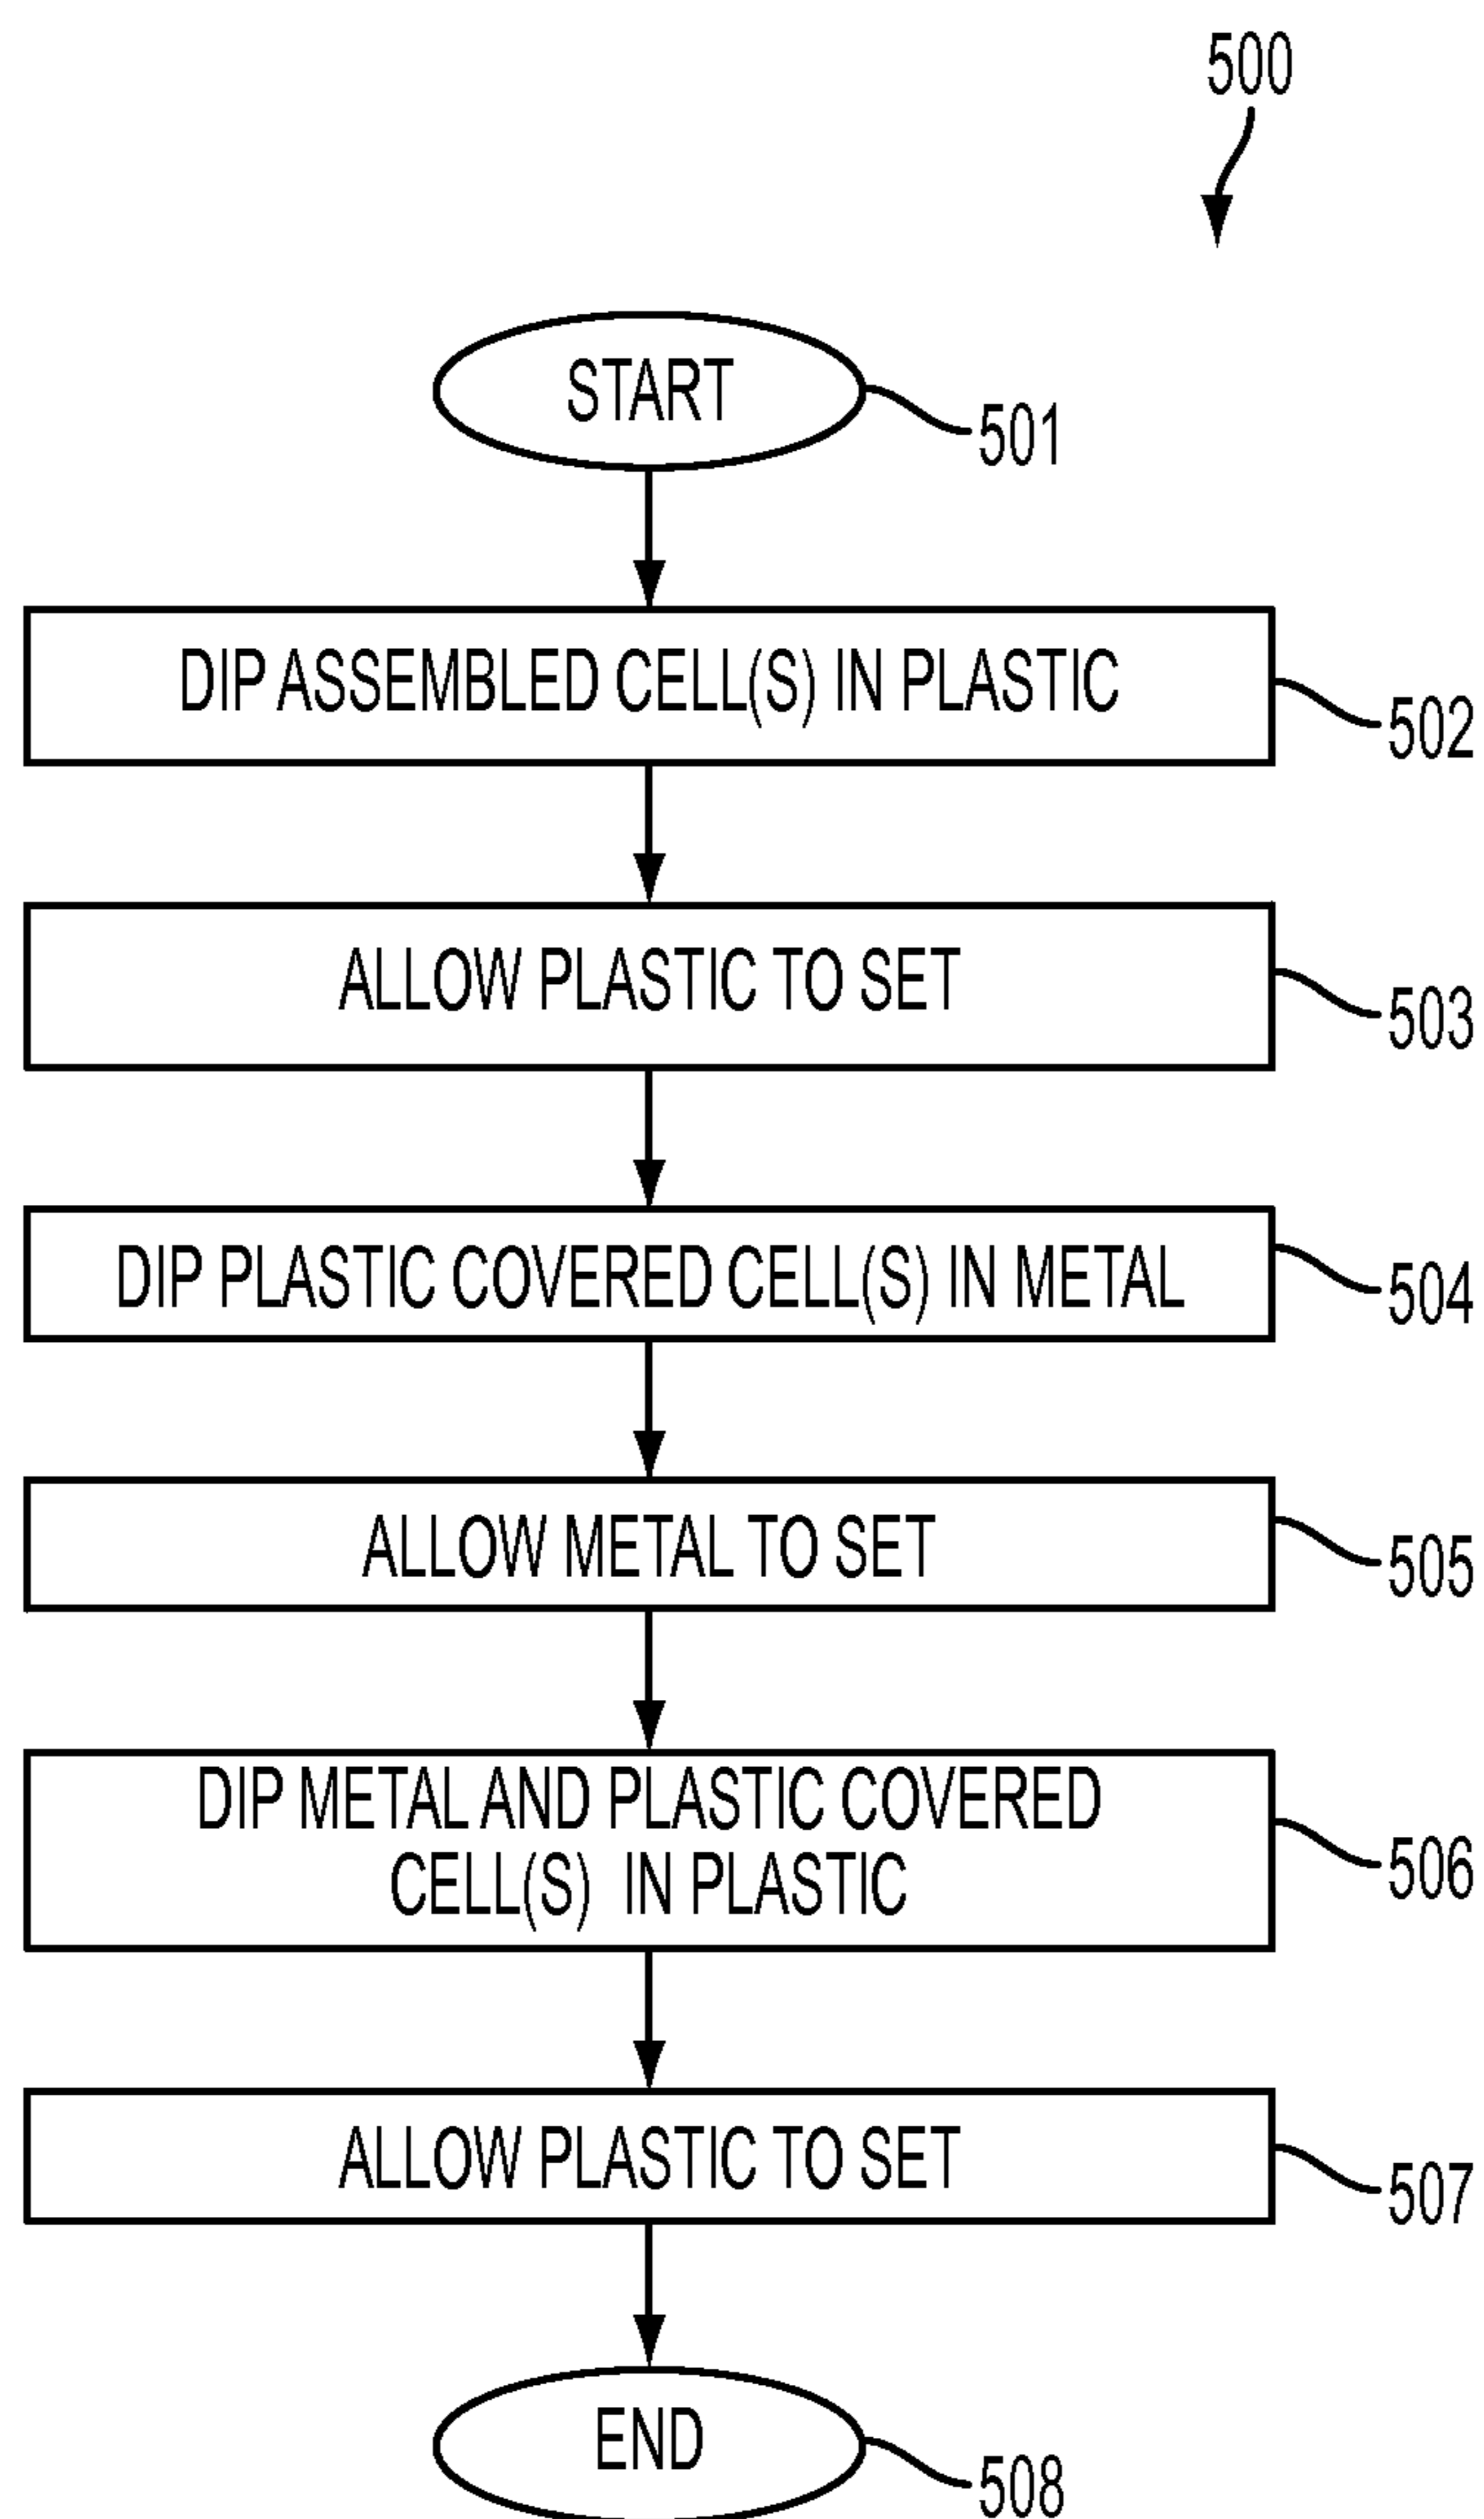 500
START
501
DIP ASSEMBLED CELL(S) IN PLASTIC
502
ALLOW PLASTIC TO SET
503
DIP PLASTIC COVERED CELL(S) IN METAL
504
ALLOW METAL TO SET
505
DIP METAL AND PLASTIC COVERED
CELL(S) IN PLASTIC
506
ALLOW PLASTIC TO SET
507
END
508